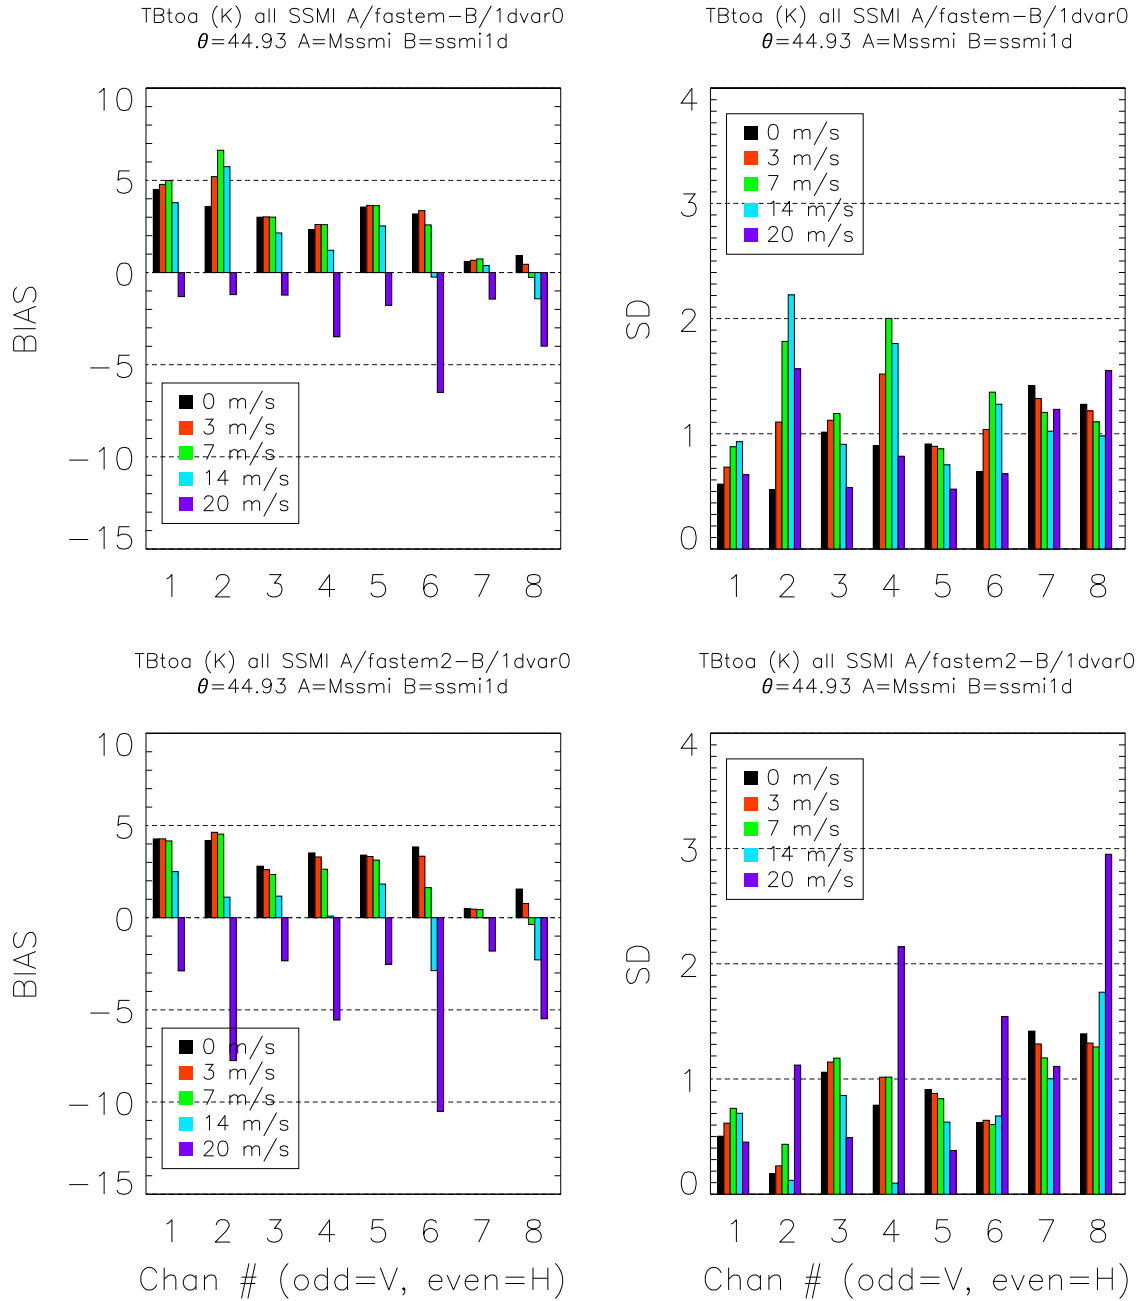 TBtoa (K) all SSMI A/fastem-B/1dvar0
θ=44.93 A=Mssmi B=ssmi1d
10
5
0
-5
-10
-15
BIAS
0 m/s
3 m/s
7 m/s
14 m/s
20 m/s
1 2 3 4 5 6 7 8
TBtoa (K) all SSMI A/fastem-B/1dvar0
θ=44.93 A=Mssmi B=ssmi1d
4
3
2
1
0
SD
0 m/s
3 m/s
7 m/s
14 m/s
20 m/s
1 2 3 4 5 6 7 8
TBtoa (K) all SSMI A/fastem2-B/1dvar0
θ=44.93 A=Mssmi B=ssmi1d
10
5
0
-5
-10
-15
BIAS
0 m/s
3 m/s
7 m/s
14 m/s
20 m/s
1 2 3 4 5 6 7 8
Chan # (odd=V, even=H)
TBtoa (K) all SSMI A/fastem2-B/1dvar0
θ=44.93 A=Mssmi B=ssmi1d
4
3
2
1
0
SD
0 m/s
3 m/s
7 m/s
14 m/s
20 m/s
1 2 3 4 5 6 7 8
Chan # (odd=V, even=H)